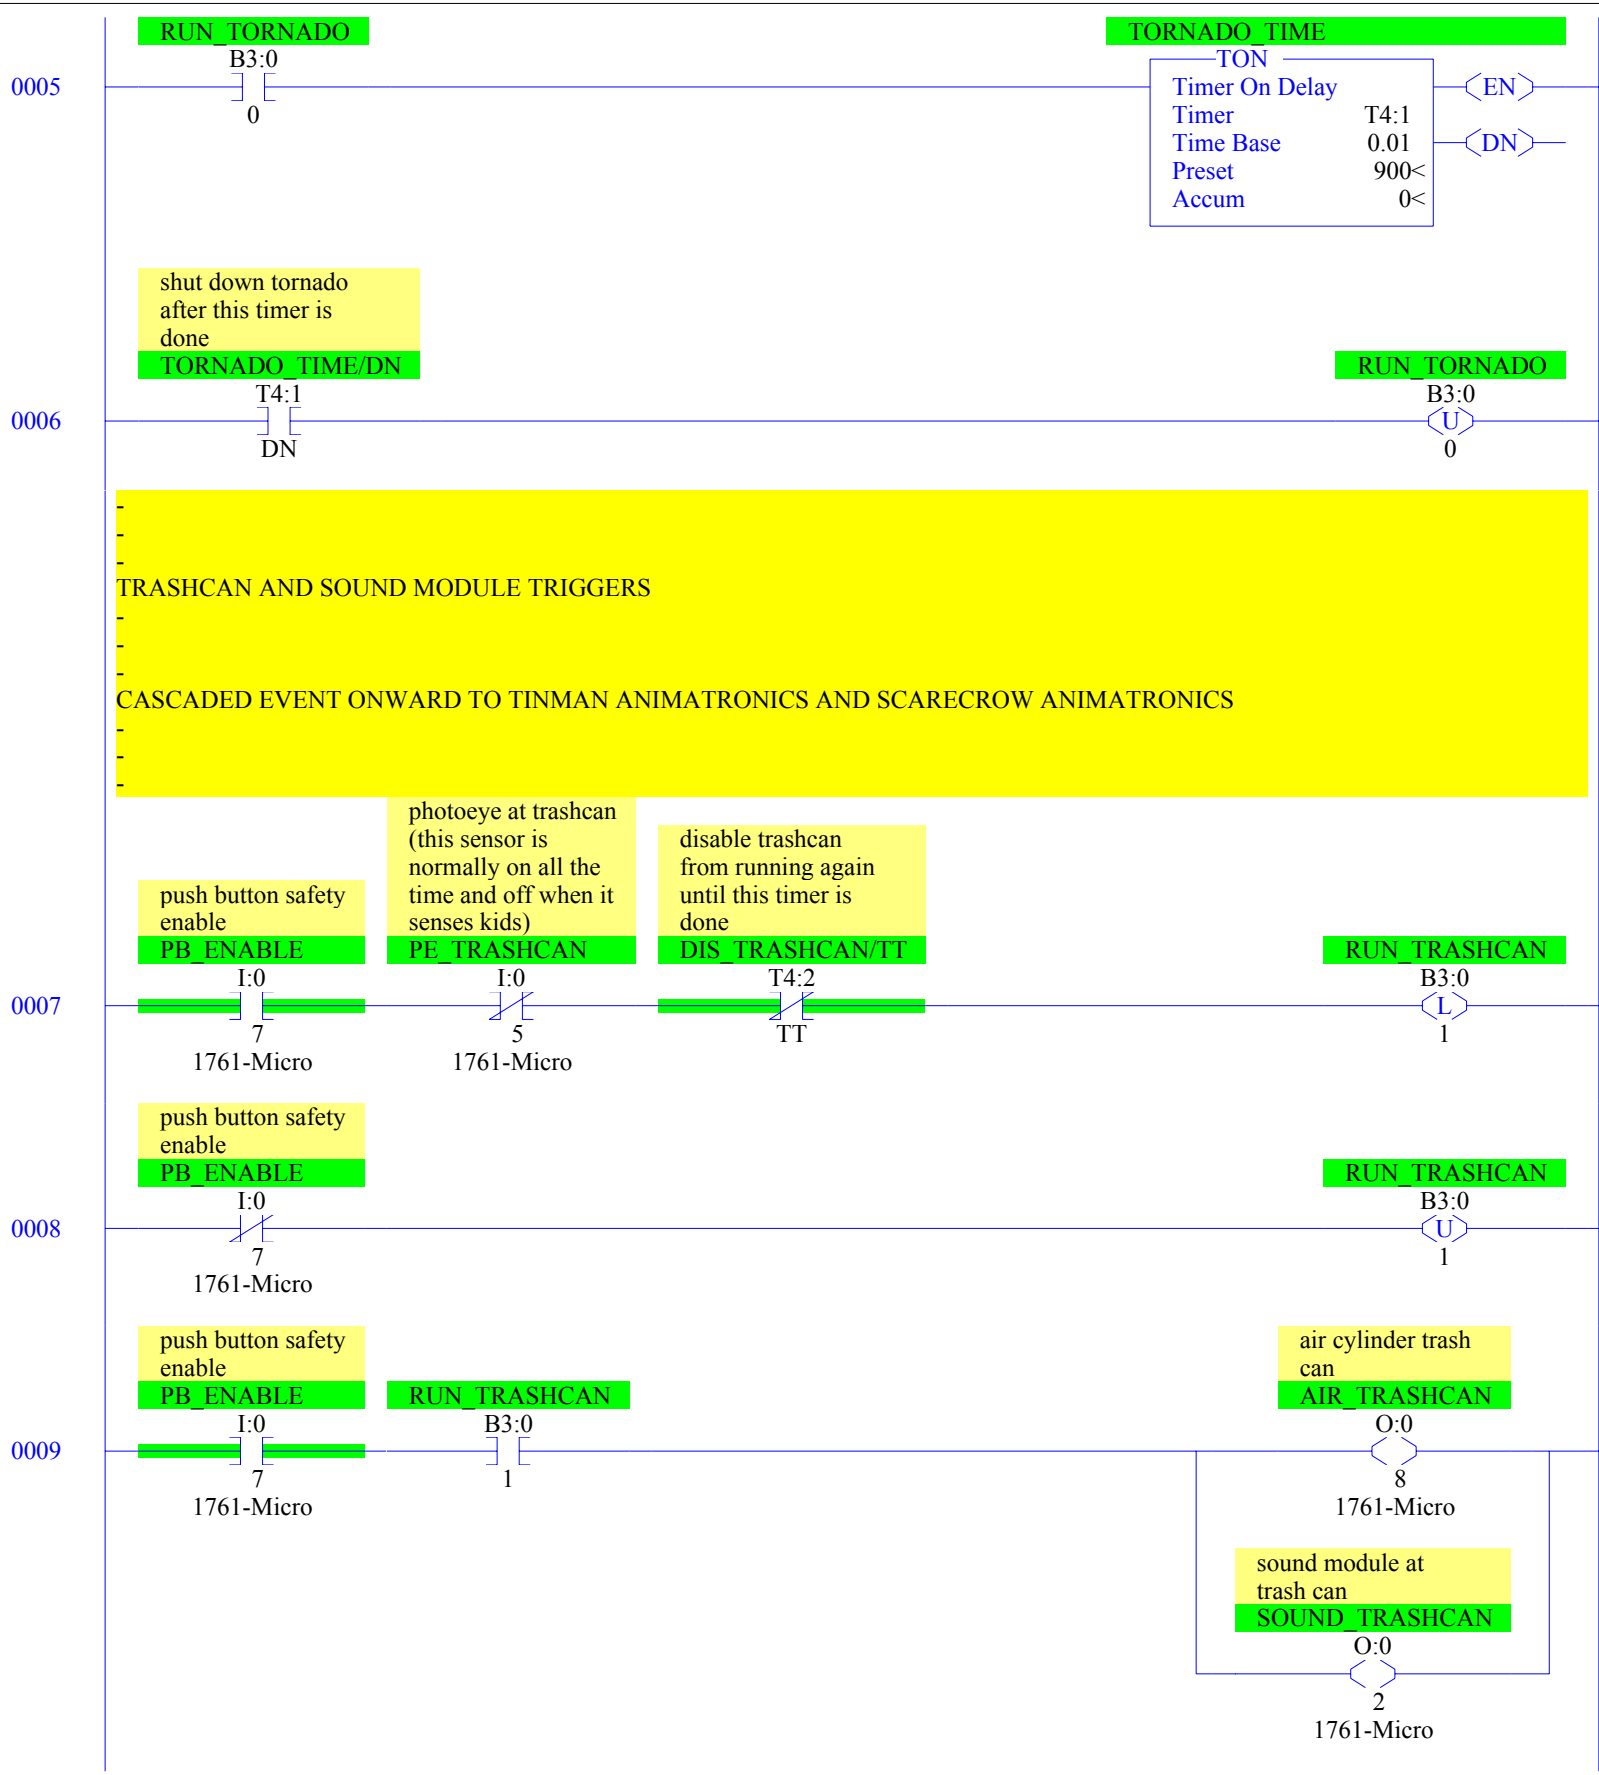 RUN_TORNADO
B3:0
0
TORNADO_TIME
TON
Timer On Delay
Timer T4:1
Time Base 0.01
Preset 900<
Accum 0<
EN
DN
0005
shut down tornado
after this timer is
done
TORNADO_TIME/DN
T4:1
DN
RUN_TORNADO
B3:0
U
0
0006
-
-
-
TRASHCAN AND SOUND MODULE TRIGGERS
-
-
-
CASCADED EVENT ONWARD TO TINMAN ANIMATRONICS AND SCARECROW ANIMATRONICS
-
-
-
push button safety
enable
PB_ENABLE
I:0
7
1761-Micro
photoeye at trashcan
(this sensor is
normally on all the
time and off when it
senses kids)
PE_TRASHCAN
I:0
5
1761-Micro
disable trashcan
from running again
until this timer is
done
DIS_TRASHCAN/TT
T4:2
TT
RUN_TRASHCAN
B3:0
L
1
0007
push button safety
enable
PB_ENABLE
I:0
7
1761-Micro
RUN_TRASHCAN
B3:0
U
1
0008
push button safety
enable
PB_ENABLE
I:0
7
1761-Micro
RUN_TRASHCAN
B3:0
1
air cylinder trash
can
AIR_TRASHCAN
O:0
8
1761-Micro
0009
sound module at
trash can
SOUND_TRASHCAN
O:0
2
1761-Micro